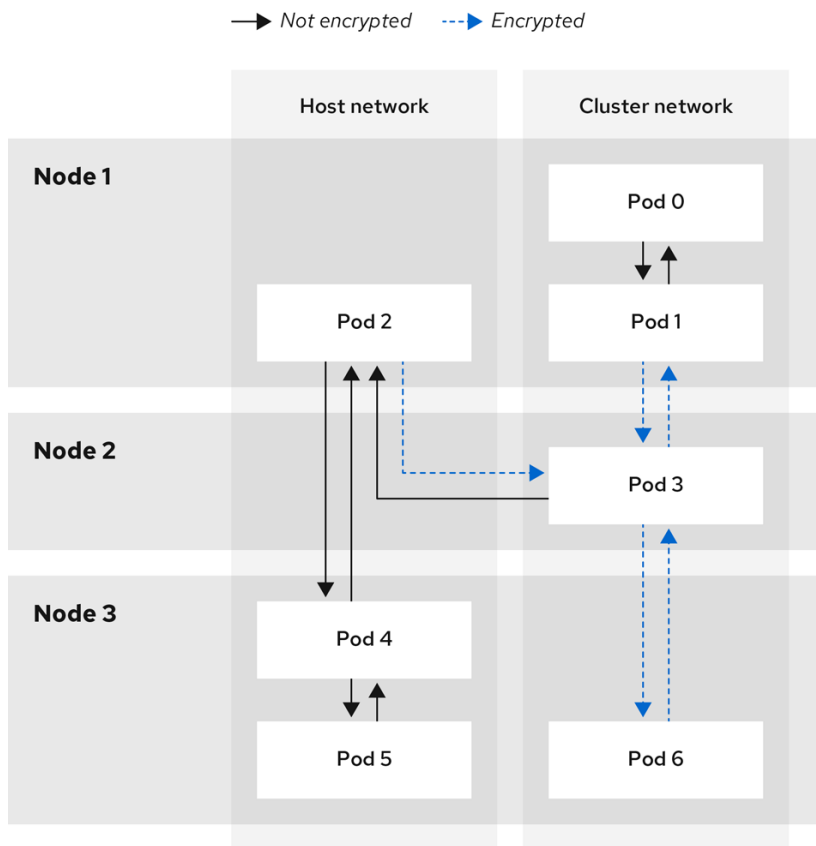 Not encrypted
Encrypted
Host network
Cluster network
Node 1
Pod 0
Pod 2
Pod 1
Node 2
Pod 3
Node 3
Pod 4
Pod 5
Pod 6